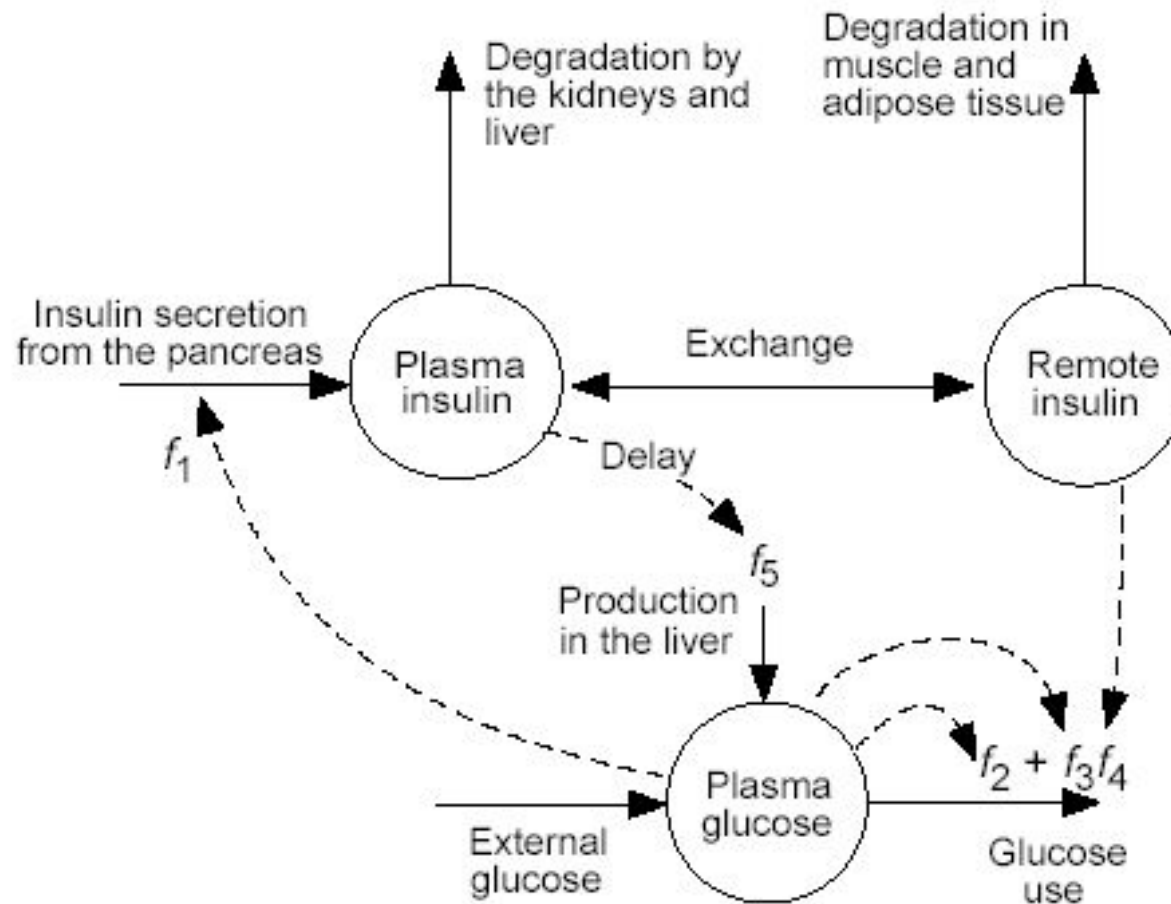 Degradation by
the kidneys and
liver
Degradation in
muscle and
adipose tissue
Insulin secretion
from the pancreas
Plasma
insulin
Exchange
Remote
insulin
f1
Delay
f5
Production
in the liver
f2 + f3f4
Plasma
glucose
External
glucose
Glucose
use